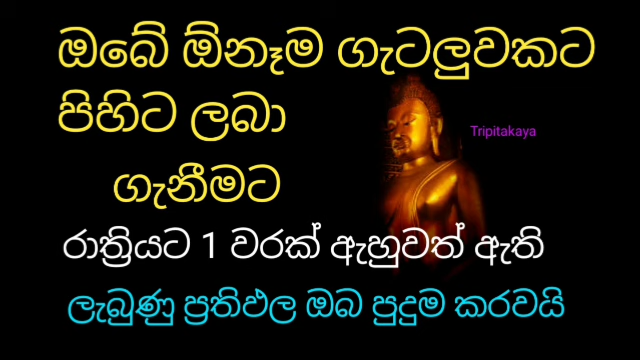 ඔබේ ඕනෑම ගැටලුවකට
පිහිට ලබා
Tripitakaya
ගැනීමට
රාත්‍රියට 1 වරක් ඇහුවත් ඇති
ලැබුණු ප්‍රතිඵල ඔබ පුදුම කරවයි